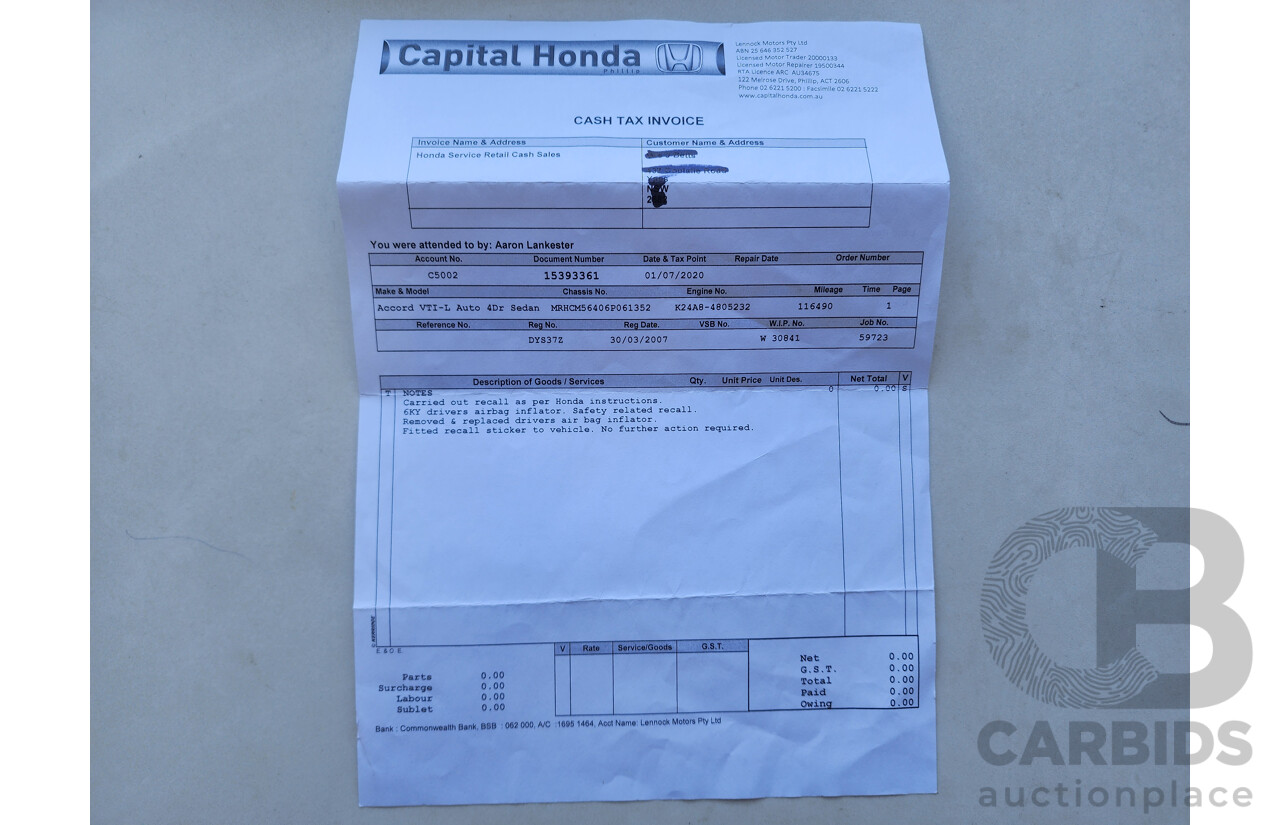 Capital Honda
Phillip
Lennock Motors Pty Ltd
ABN 25 646 352 527
Licensed Motor Trader 20000133
Licensed Motor Repairer 19500344
RTA Licence ARC AU34675
122 Melrose Drive, Phillip, ACT 2606
Phone 02 6221 5200 : Facsimile 02 6221 5222
www.capitalhonda.com.au
CASH TAX INVOICE
Invoice Name & Address Customer Name & Address
Honda Service Retail Cash Sales
You were attended to by: Aaron Lankester
Account No. Document Number Date & Tax Point Repair Date Order Number
C5002 15393361 01/07/2020
Make & Model Chassis No. Engine No. Mileage Time Page
Accord VTI-L Auto 4Dr Sedan MRHCM56406P061352 K24A8-4805232 116490 1
Reference No. Reg No. Reg Date. VSB No. W.I.P. No. Job No.
DYS37Z 30/03/2007 W 30841 59723
Description of Goods / Services Qty. Unit Price Unit Des. Net Total V
T NOTES 0 0.00 S
Carried out recall as per Honda instructions.
6KY drivers airbag inflator. Safety related recall.
Removed & replaced drivers air bag inflator.
Fitted recall sticker to vehicle. No further action required.
E & O E
V Rate Service/Goods G.S.T.
Parts 0.00
Surcharge 0.00
Labour 0.00
Sublet 0.00
Net 0.00
G.S.T. 0.00
Total 0.00
Paid 0.00
Owing 0.00
Bank : Commonwealth Bank, BSB : 062 000, A/C :1695 1464, Acct Name: Lennock Motors Pty Ltd
CB
CARBIDS
auctionplace